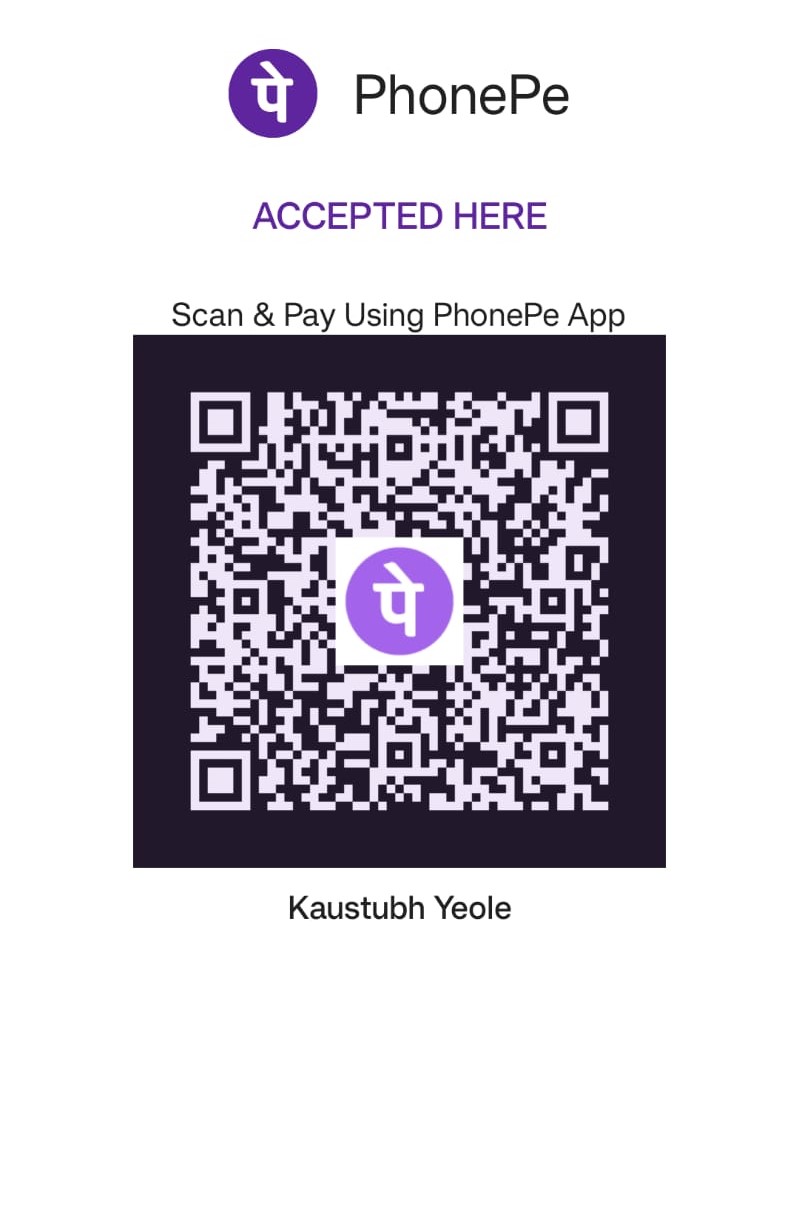 पे PhonePe
ACCEPTED HERE
Scan & Pay Using PhonePe App
पे
Kaustubh Yeole